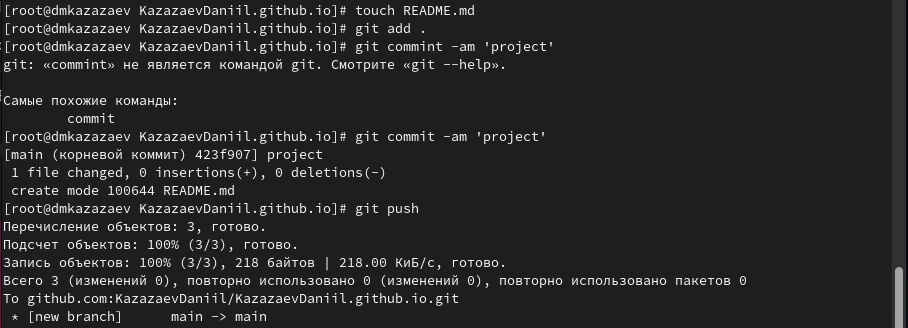 [root@dmkazazaev KazazaevDaniil.github.io]# touch README.md
[root@dmkazazaev KazazaevDaniil.github.io]# git add .
[root@dmkazazaev KazazaevDaniil.github.io]# git commint -am 'project'
git: «commint» не является командой git. Смотрите «git --help».
Самые похожие команды:
commit
[root@dmkazazaev KazazaevDaniil.github.io]# git commit -am 'project'
[main (корневой коммит) 423f907] project
1 file changed, 0 insertions(+), 0 deletions(-)
create mode 100644 README.md
[root@dmkazazaev KazazaevDaniil.github.io]# git push
Перечисление объектов: 3, готово.
Подсчет объектов: 100% (3/3), готово.
Запись объектов: 100% (3/3), 218 байтов | 218.00 КиБ/с, готово.
Всего 3 (изменений 0), повторно использовано 0 (изменений 0), повторно использовано пакетов 0
To github.com:KazazaevDaniil/KazazaevDaniil.github.io.git
* [new branch]      main -> main